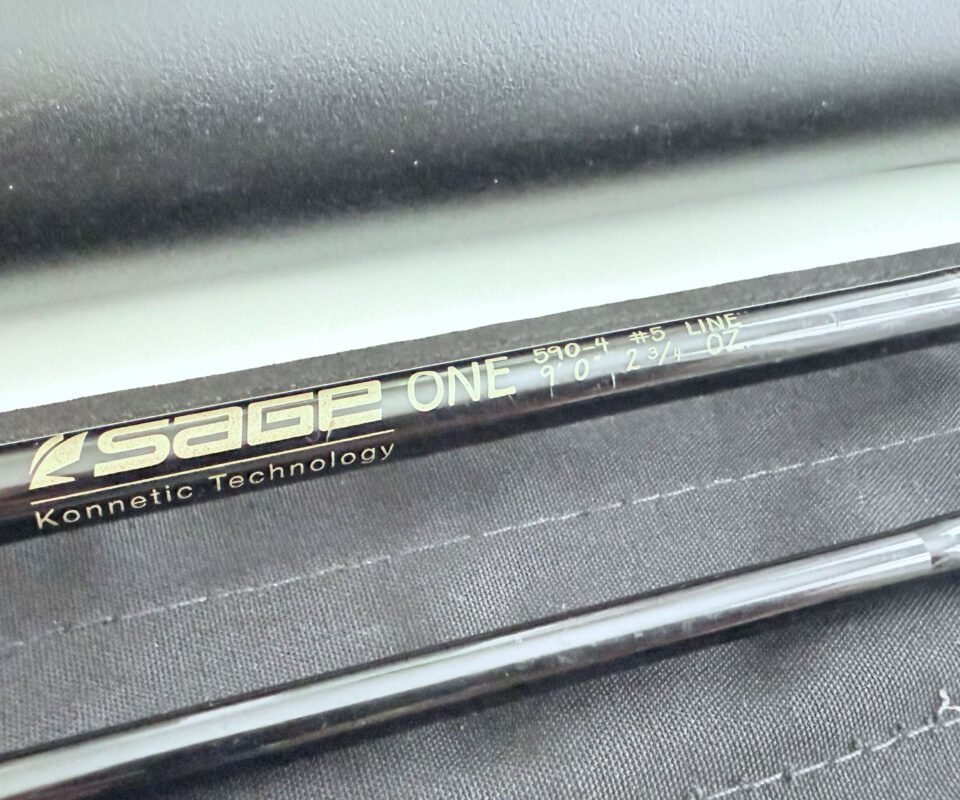 SAGE ONE 590-4 #5 LINE
9' 0" 2 3/4 OZ.
Konnetic Technology